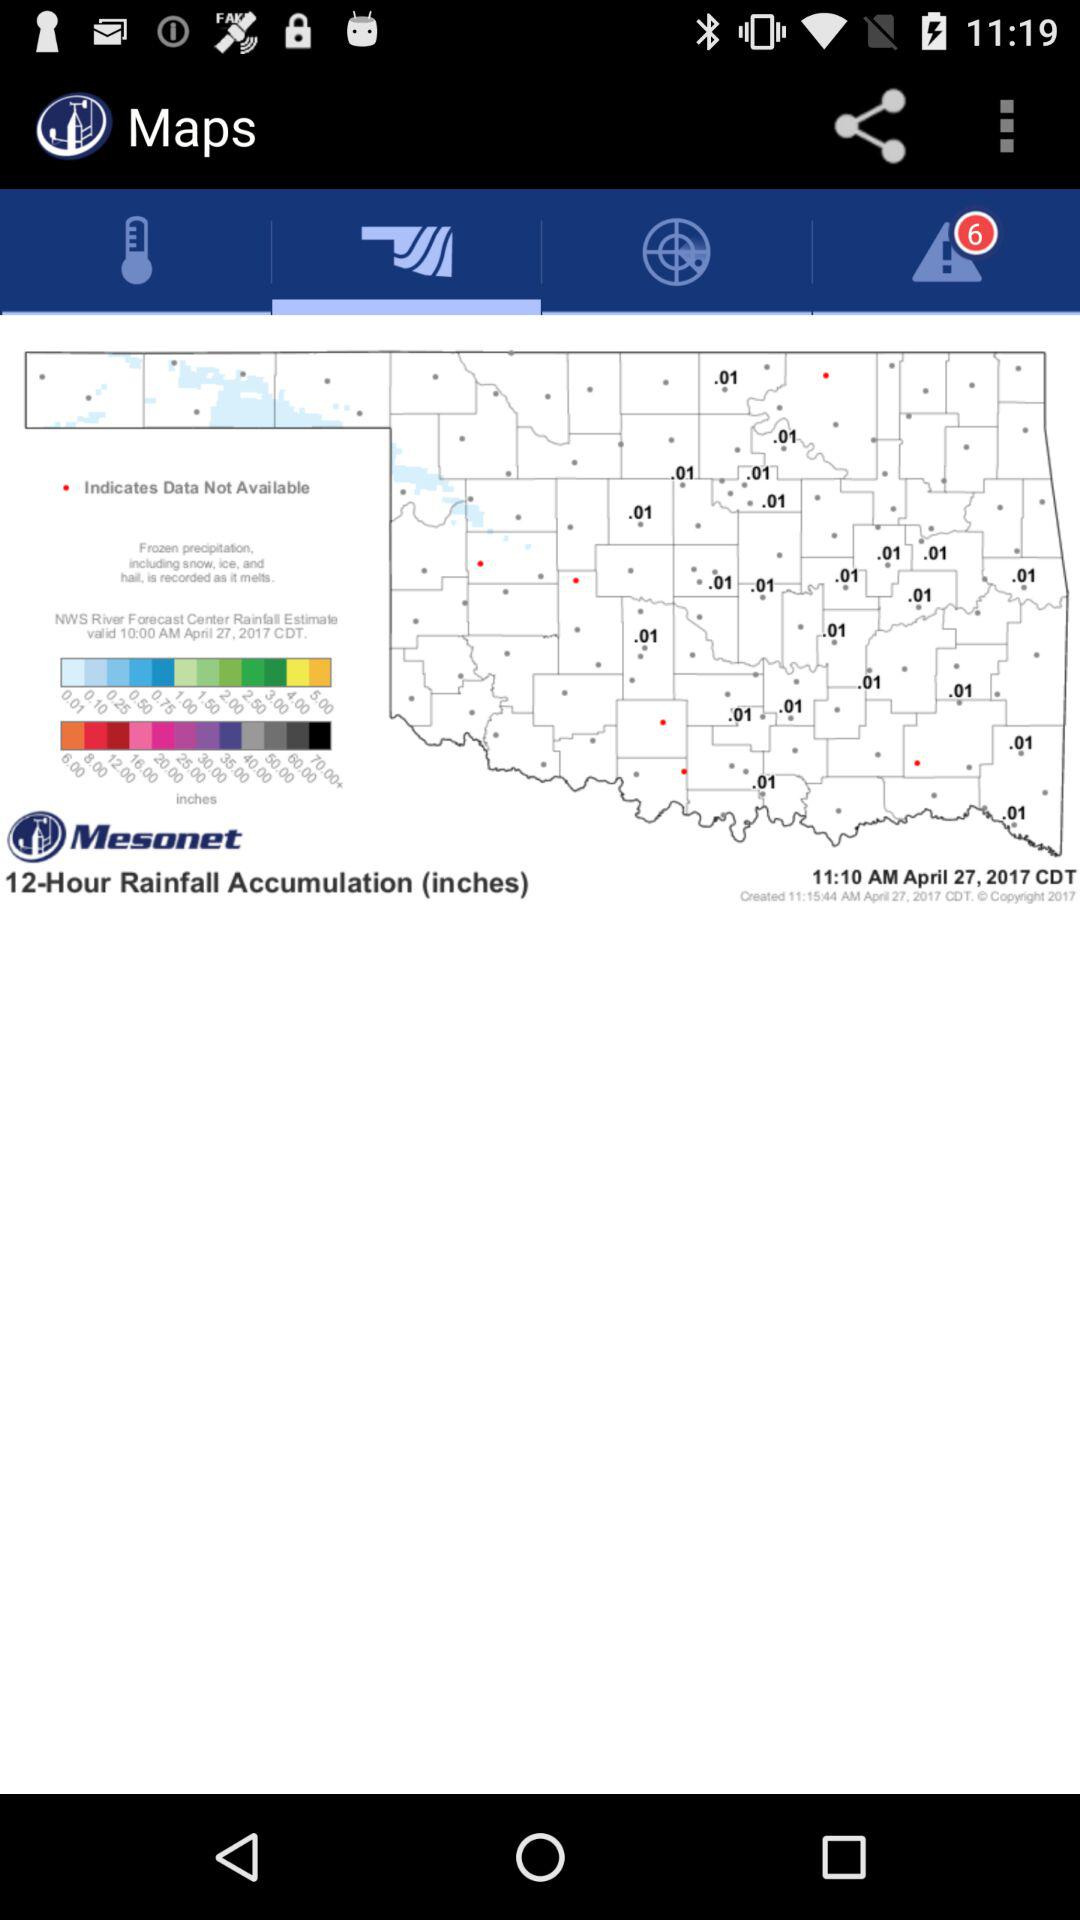 FAKE
11:19
Maps
6
.01
.01
.01 .01
.01
.01
.01 .01
.01 .01 .01 .01
.01
.01 .01
.01
.01
.01 .01
.01
.01
.01
.01
Indicates Data Not Available
Frozen precipitation,
including snow, ice, and
hail, is recorded as it melts.
NWS River Forecast Center Rainfall Estimate
valid 10:00 AM April 27, 2017 CDT.
0.01 0.10 0.25 0.50 0.75 1.00 1.50 2.00 2.50 3.00 4.00 5.00
6.00 8.00 12.00 16.00 20.00 25.00 30.00 35.00 40.00 50.00 60.00 70.00+
inches
Mesonet
12-Hour Rainfall Accumulation (inches)
11:10 AM April 27, 2017 CDT
Created 11:15:44 AM April 27, 2017 CDT. © Copyright 2017